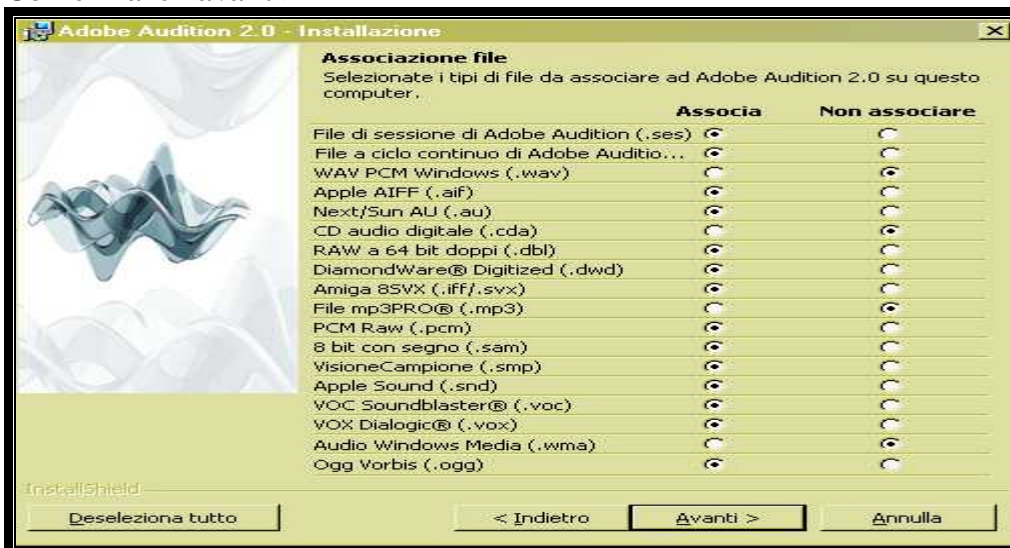 Adobe Audition 2.0 - Installazione
Associazione file
Selezionate i tipi di file da associare ad Adobe Audition 2.0 su questo
computer.
Associa Non associare
File di sessione di Adobe Audition (.ses)
File a ciclo continuo di Adobe Auditio...
WAV PCM Windows (.wav)
Apple AIFF (.aif)
Next/Sun AU (.au)
CD audio digitale (.cda)
RAW a 64 bit doppi (.dbl)
DiamondWare® Digitized (.dwd)
Amiga 8SVX (.iff/.svx)
File mp3PRO® (.mp3)
PCM Raw (.pcm)
8 bit con segno (.sam)
VisioneCampione (.smp)
Apple Sound (.snd)
VOC Soundblaster® (.voc)
VOX Dialogic® (.vox)
Audio Windows Media (.wma)
Ogg Vorbis (.ogg)
InstallShield
Deseleziona tutto < Indietro Avanti > Annulla